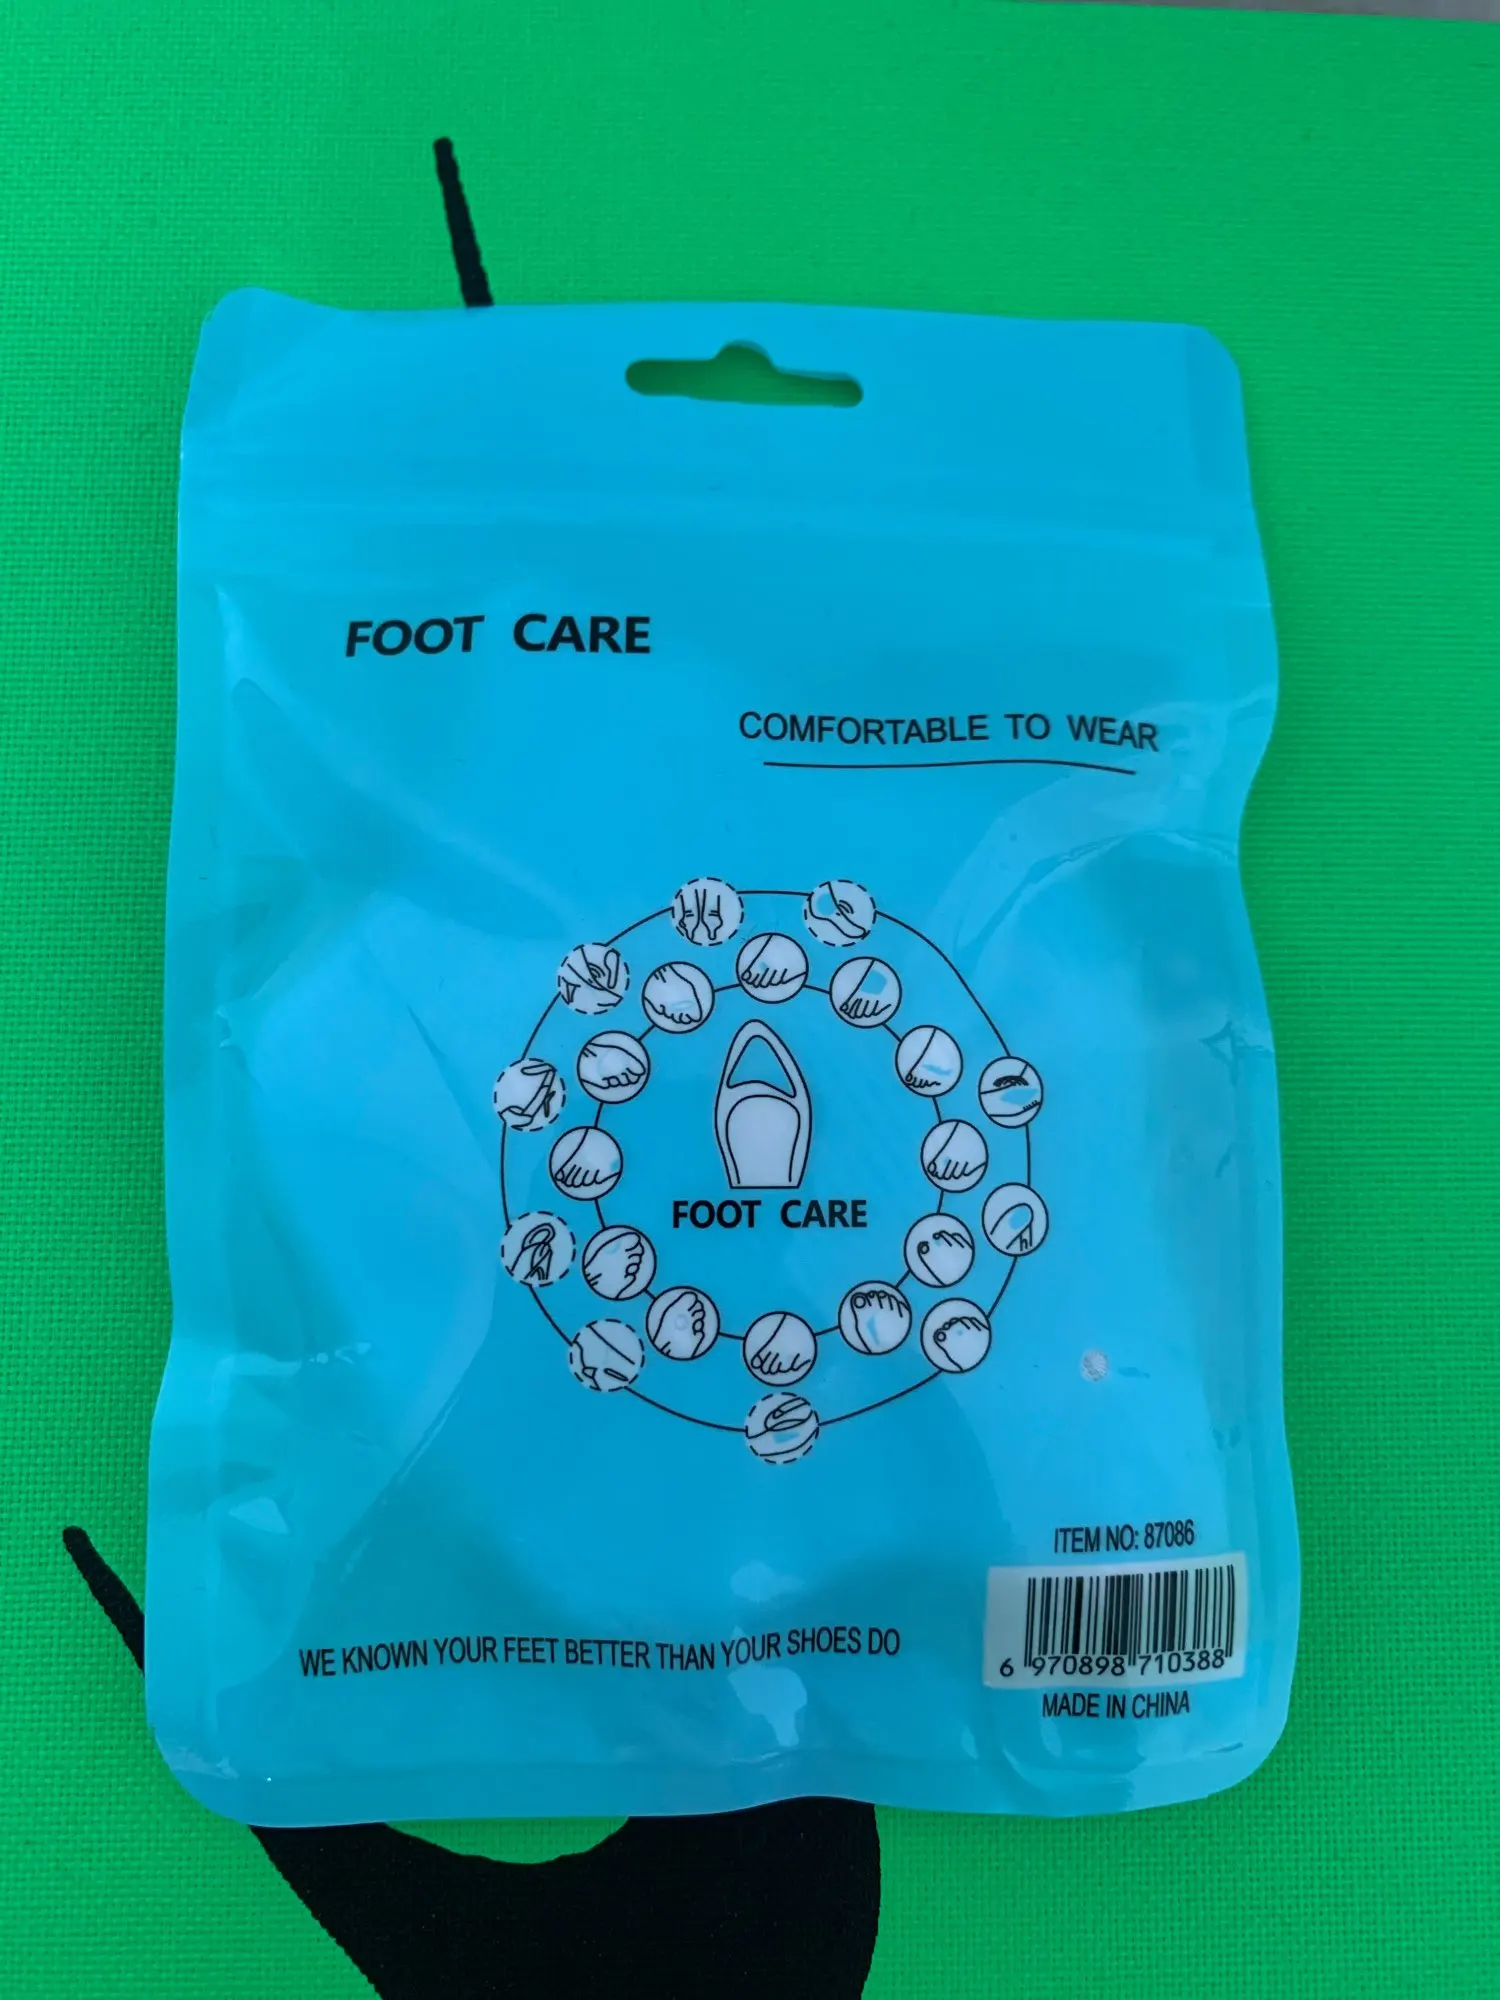 FOOT CARE
COMFORTABLE TO WEAR
FOOT CARE
ITEM NO: 87086
WE KNOWN YOUR FEET BETTER THAN YOUR SHOES DO
6 970898 710388
MADE IN CHINA